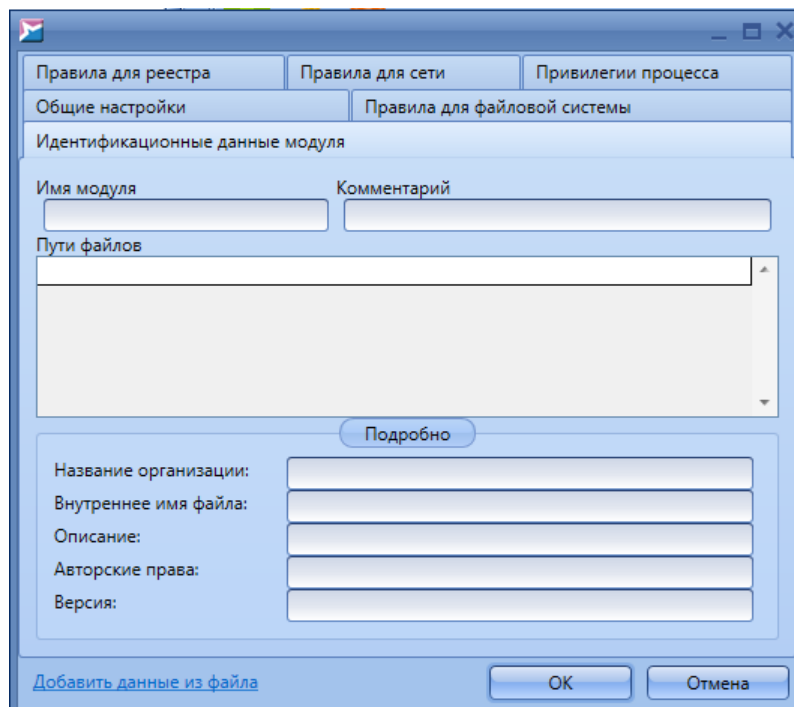 Правила для реестра Правила для сети Привилегии процесса
Общие настройки Правила для файловой системы
Идентификационные данные модуля
Имя модуля Комментарий
Пути файлов
Подробно
Название организации:
Внутреннее имя файла:
Описание:
Авторские права:
Версия:
Добавить данные из файла OK Отмена